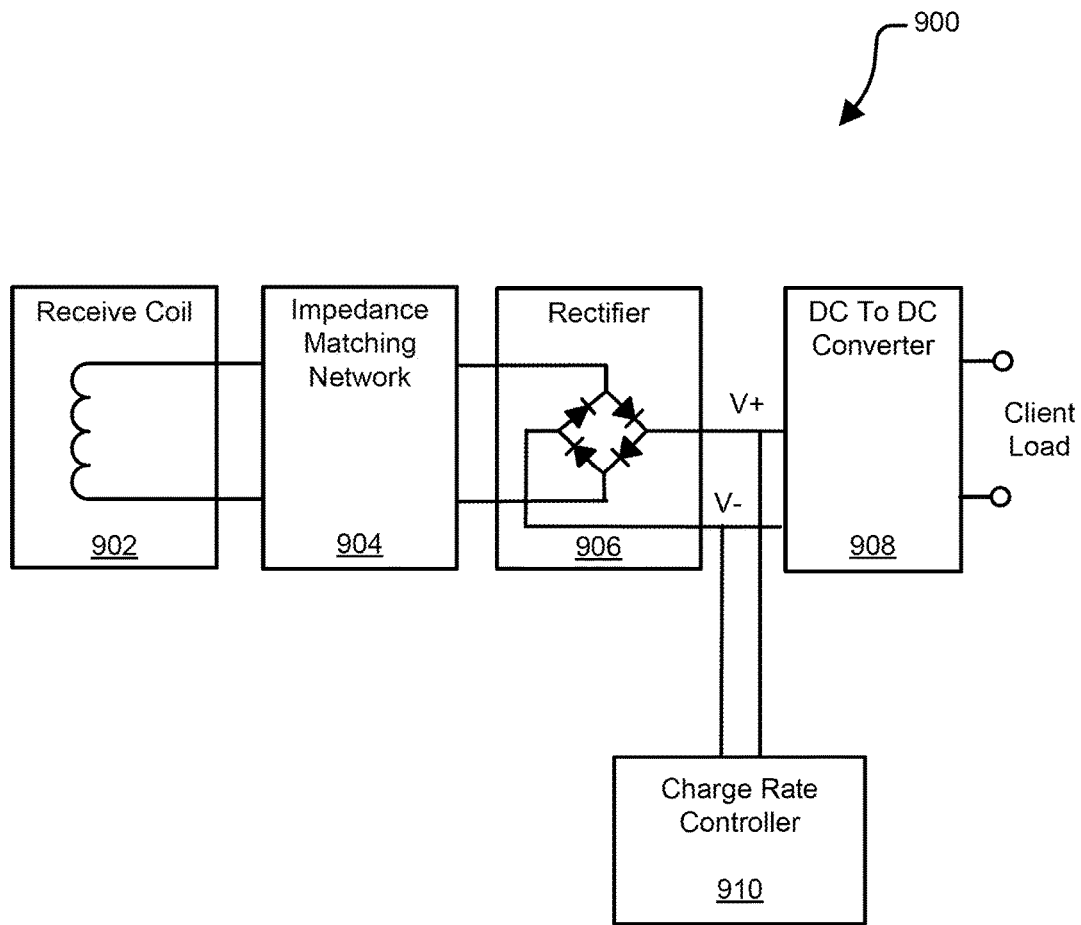 900
Receive Coil
902
Impedance
Matching
Network
904
Rectifier
906
V+
V-
DC To DC
Converter
908
Client
Load
Charge Rate
Controller
910